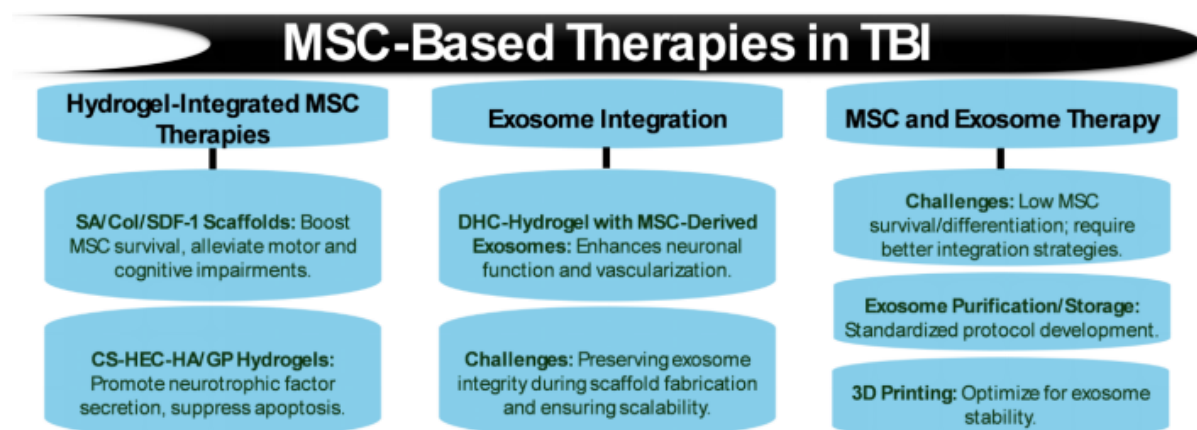 MSC-Based Therapies in TBI
Hydrogel-Integrated MSC
Therapies
SA/Col/SDF-1 Scaffolds: Boost
MSC survival, alleviate motor and
cognitive impairments.
CS-HEC-HA/GP Hydrogels:
Promote neurotrophic factor
secretion, suppress apoptosis.
Exosome Integration
DHC-Hydrogel with MSC-Derived
Exosomes: Enhances neuronal
function and vascularization.
Challenges: Preserving exosome
integrity during scaffold fabrication
and ensuring scalability.
MSC and Exosome Therapy
Challenges: Low MSC
survival/differentiation; require
better integration strategies.
Exosome Purification/Storage:
Standardized protocol development.
3D Printing: Optimize for exosome
stability.